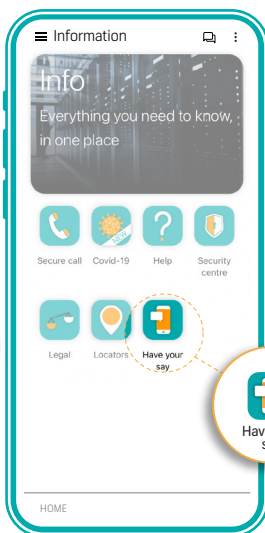 Information
Info
Everything you need to know,
in one place
Secure call
Covid-19
Help
Security
centre
NEW
Legal
Locators
Have your
say
Hav
s
HOME